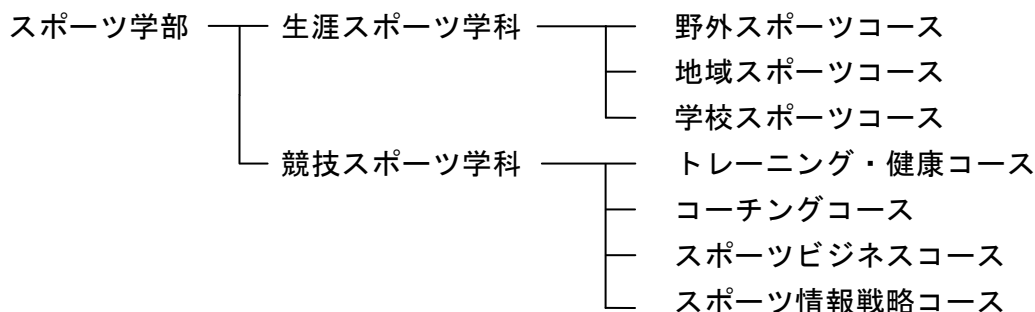 スポーツ学部 生涯スポーツ学科 野外スポーツコース
地域スポーツコース
学校スポーツコース
競技スポーツ学科 トレーニング・健康コース
コーチングコース
スポーツビジネスコース
スポーツ情報戦略コース